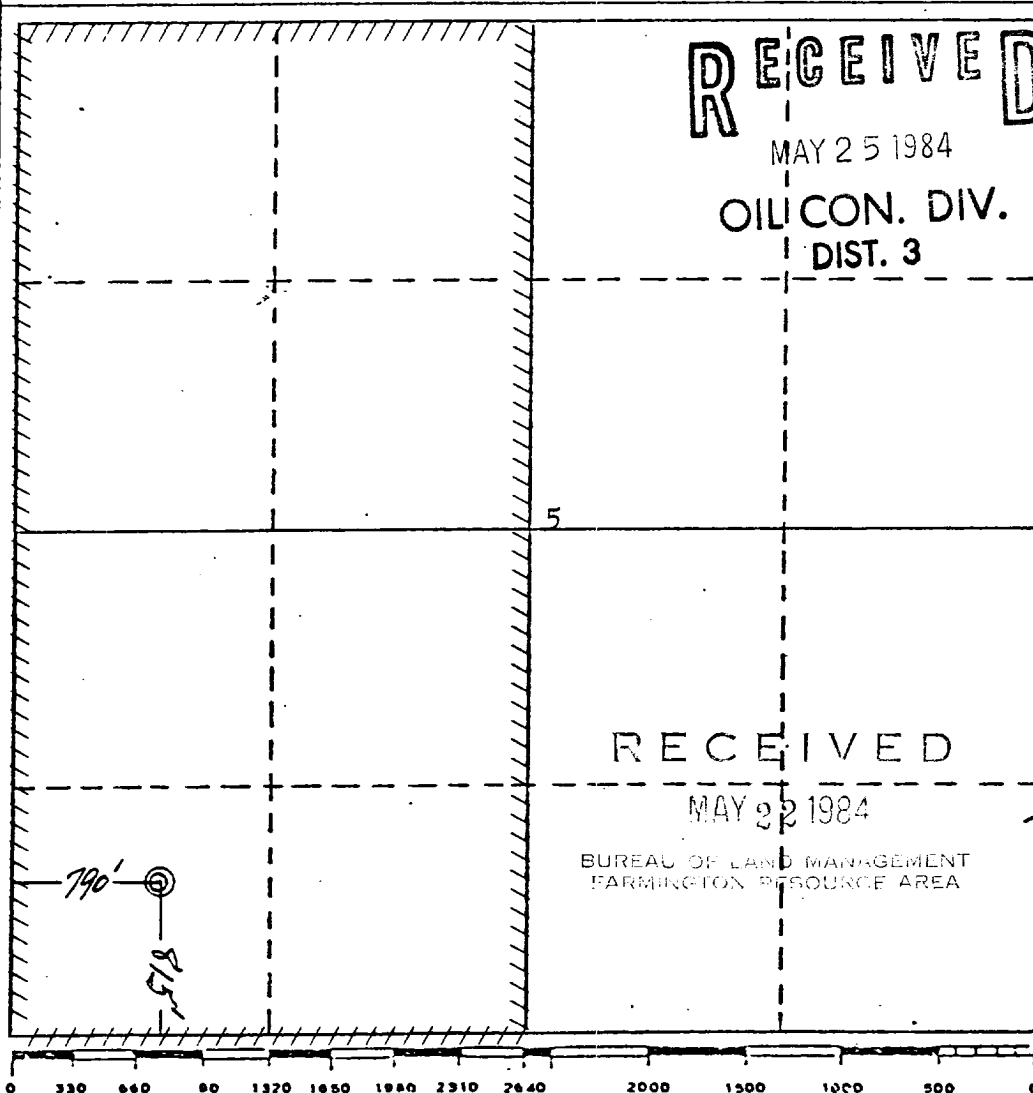 RECEIVED
MAY 25 1984
OIL CON. DIV.
DIST. 3
5
RECEIVED
MAY 22 1984
BUREAU OF LAND MANAGEMENT
FARMINGTON RESOURCE AREA
790'
815'
0 330 660 90 1320 1650 1980 2310 2640 2000 1500 1000 500